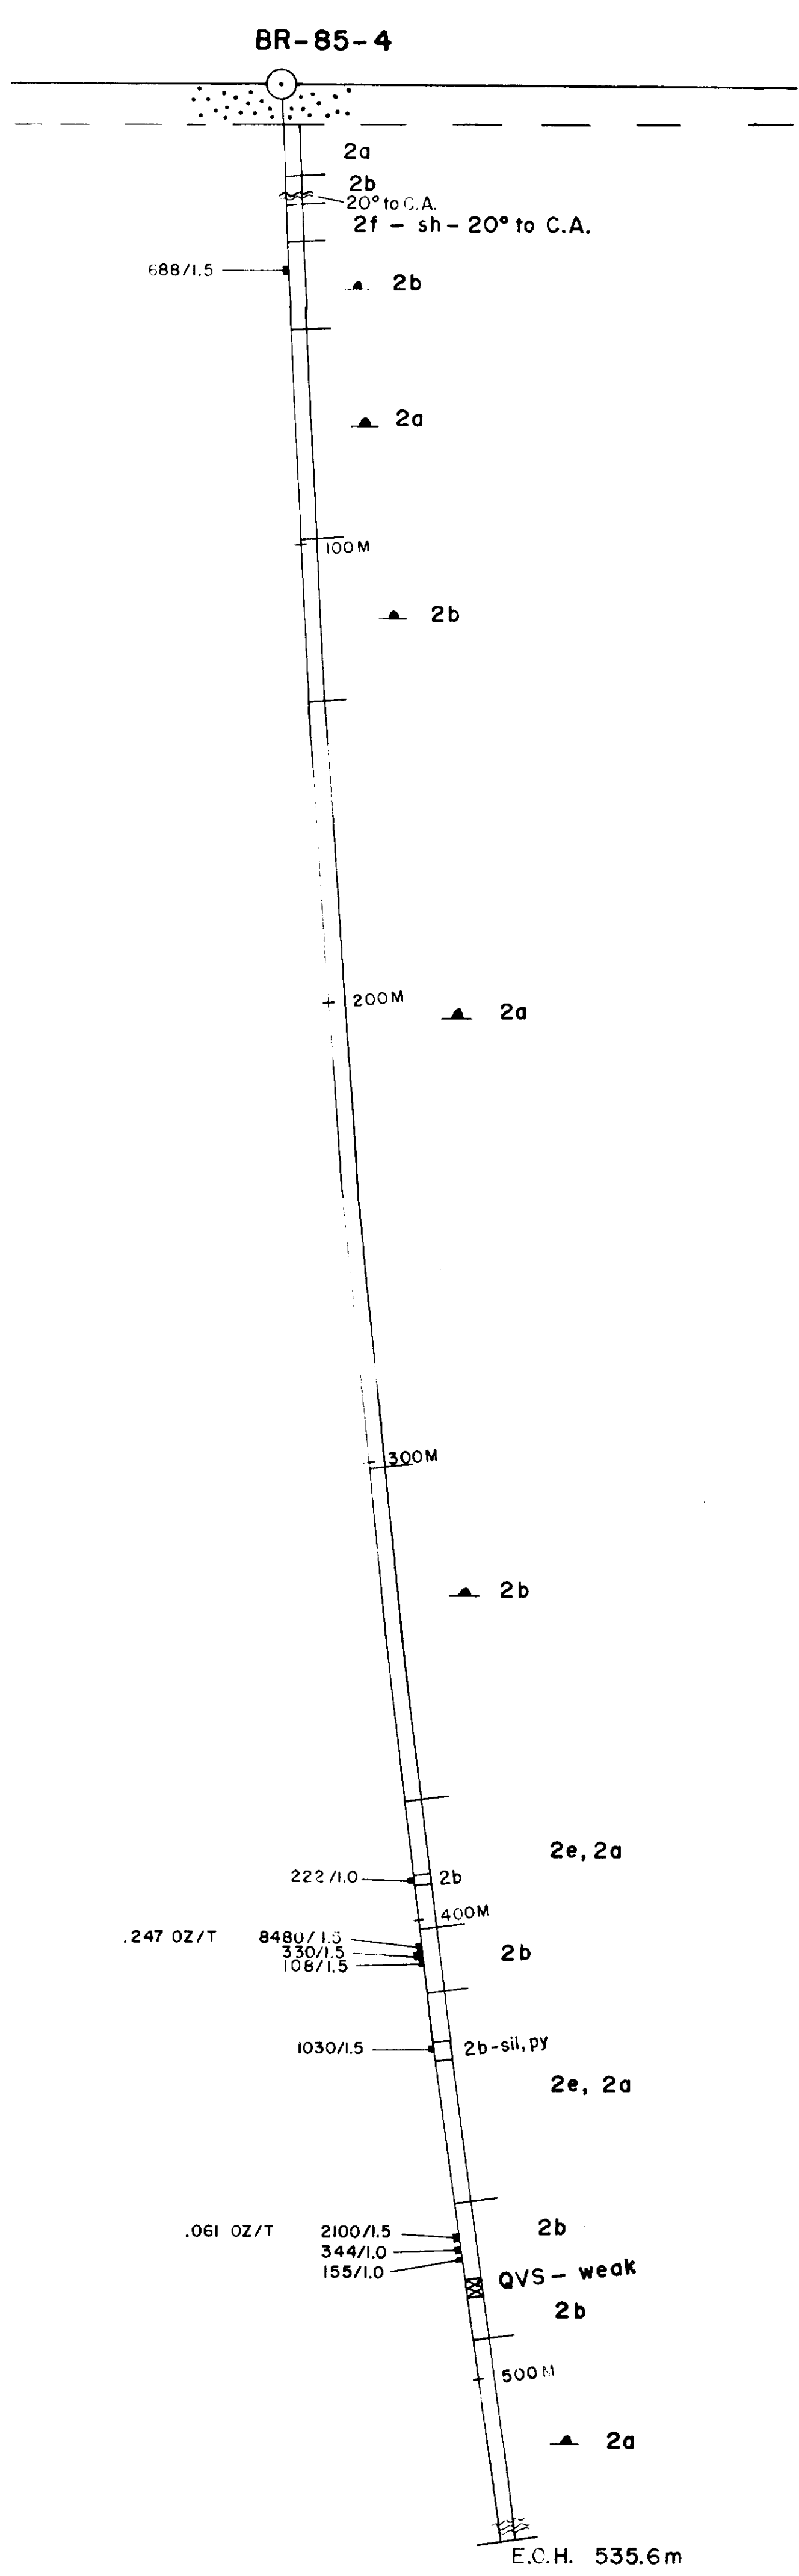 BR-85-4
2a
2b
20° to C.A.
2f - sh - 20° to C.A.
688/1.5
2b
2a
100M
2b
200M
2a
300M
2b
2e, 2a
222/1.0
2b
400M
.247 OZ/T 8480/1.5
330/1.5
2b
108/1.5
1030/1.5
2b-sil, py
2e, 2a
.061 OZ/T 2100/1.5
2b
344/1.0
155/1.0
QVS - weak
2b
500M
2a
E.O.H. 535.6m